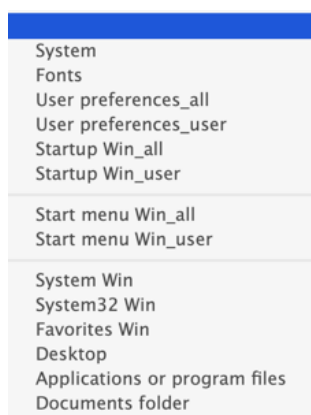 System
Fonts
User preferences_all
User preferences_user
Startup Win_all
Startup Win_user
Start menu Win_all
Start menu Win_user
System Win
System32 Win
Favorites Win
Desktop
Applications or program files
Documents folder